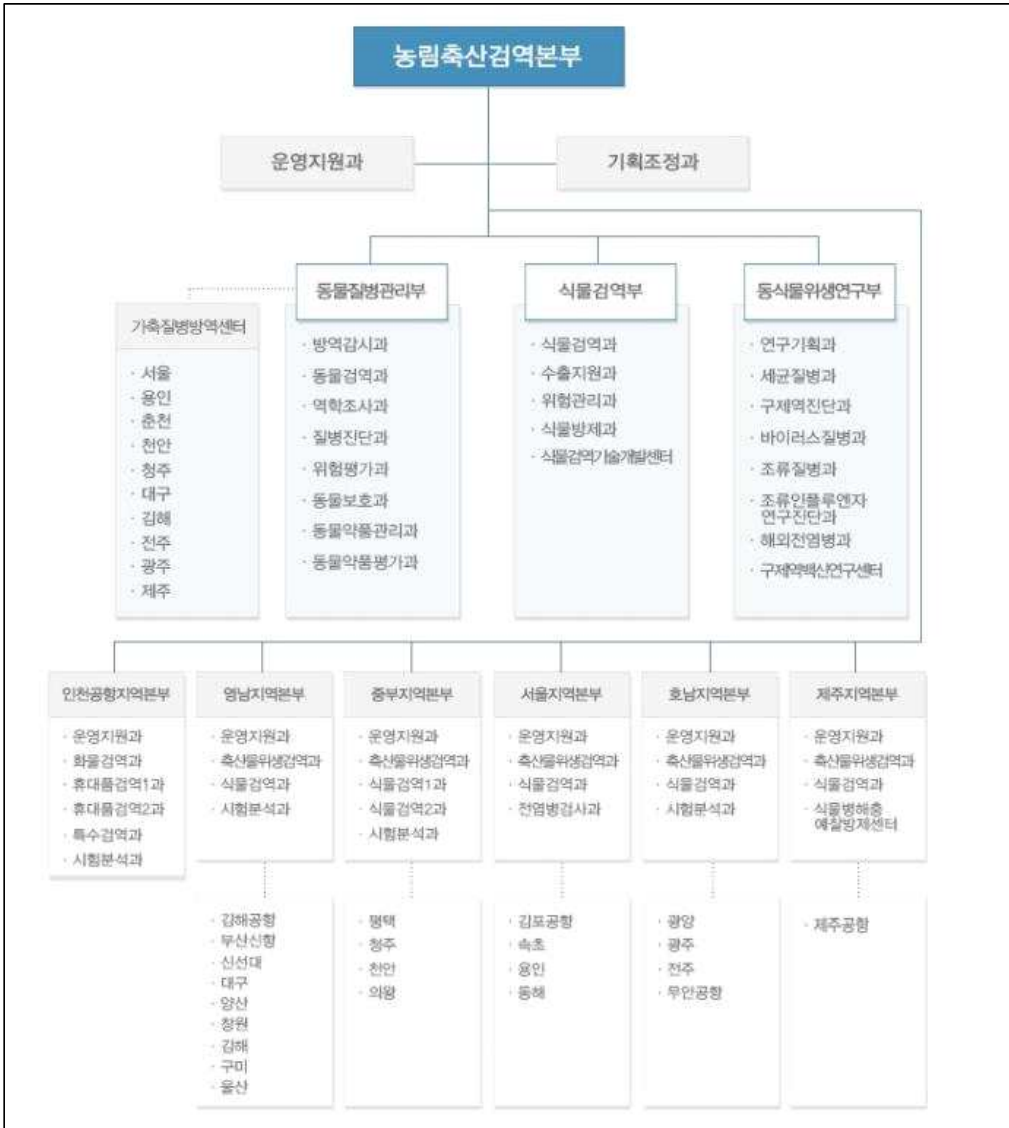 농림축산검역본부
운영지원과
기획조정과
가축질병방역센터
· 서울
· 용인
· 춘천
· 천안
· 청주
· 대구
· 김해
· 전주
· 광주
· 제주
동물질병관리부
· 방역감시과
· 동물검역과
· 역학조사과
· 질병진단과
· 위험평가과
· 동물보호과
· 동물약품관리과
· 동물약품평가과
식물검역부
· 식물검역과
· 수출지원과
· 위험관리과
· 식물방제과
· 식물검역기술개발센터
동식물위생연구부
· 연구기획과
· 세균질병과
· 구제역진단과
· 바이러스질병과
· 조류질병과
· 조류인플루엔자
연구진단과
· 해외전염병과
· 구제역백신연구센터
인천공항지역본부
· 운영지원과
· 화물검역과
· 휴대품검역1과
· 휴대품검역2과
· 특수검역과
· 시험분석과
영남지역본부
· 운영지원과
· 축산물위생검역과
· 식물검역과
· 시험분석과
· 김해공항
· 부산신항
· 신선대
· 대구
· 양산
· 창원
· 김해
· 구미
· 울산
중부지역본부
· 운영지원과
· 축산물위생검역과
· 식물검역1과
· 식물검역2과
· 시험분석과
· 평택
· 청주
· 천안
· 의왕
서울지역본부
· 운영지원과
· 축산물위생검역과
· 식물검역과
· 전염병검사과
· 김포공항
· 속초
· 용인
· 동해
호남지역본부
· 운영지원과
· 축산물위생검역과
· 식물검역과
· 시험분석과
· 광양
· 광주
· 전주
· 무안공항
제주지역본부
· 운영지원과
· 축산물위생검역과
· 식물검역과
· 식물병해충
예찰방제센터
· 제주공항